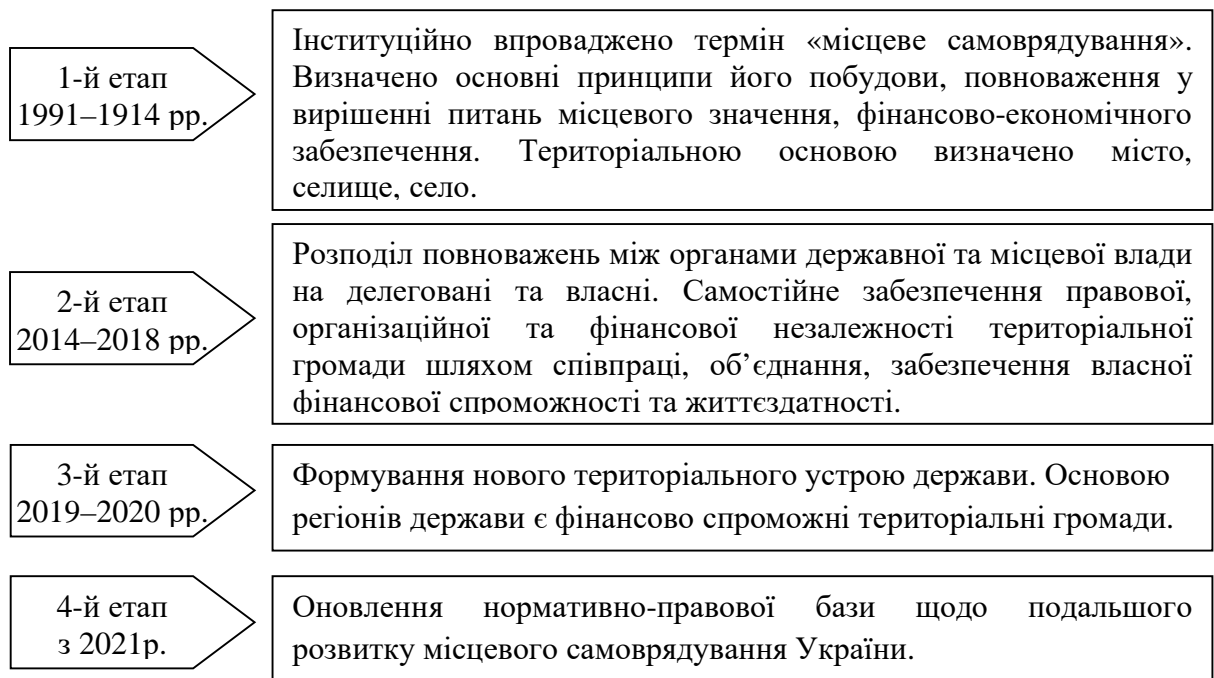 1-й етап
1991–1914 рр.
Інституційно впроваджено термін «місцеве самоврядування».
Визначено основні принципи його побудови, повноваження у
вирішенні питань місцевого значення, фінансово-економічного
забезпечення. Територіальною основою визначено місто,
селище, село.
2-й етап
2014–2018 рр.
Розподіл повноважень між органами державної та місцевої влади
на делеговані та власні. Самостійне забезпечення правової,
організаційної та фінансової незалежності територіальної
громади шляхом співпраці, об’єднання, забезпечення власної
фінансової спроможності та життєздатності.
3-й етап
2019–2020 рр.
Формування нового територіального устрою держави. Основою
регіонів держави є фінансово спроможні територіальні громади.
4-й етап
з 2021р.
Оновлення нормативно-правової бази щодо подальшого
розвитку місцевого самоврядування України.